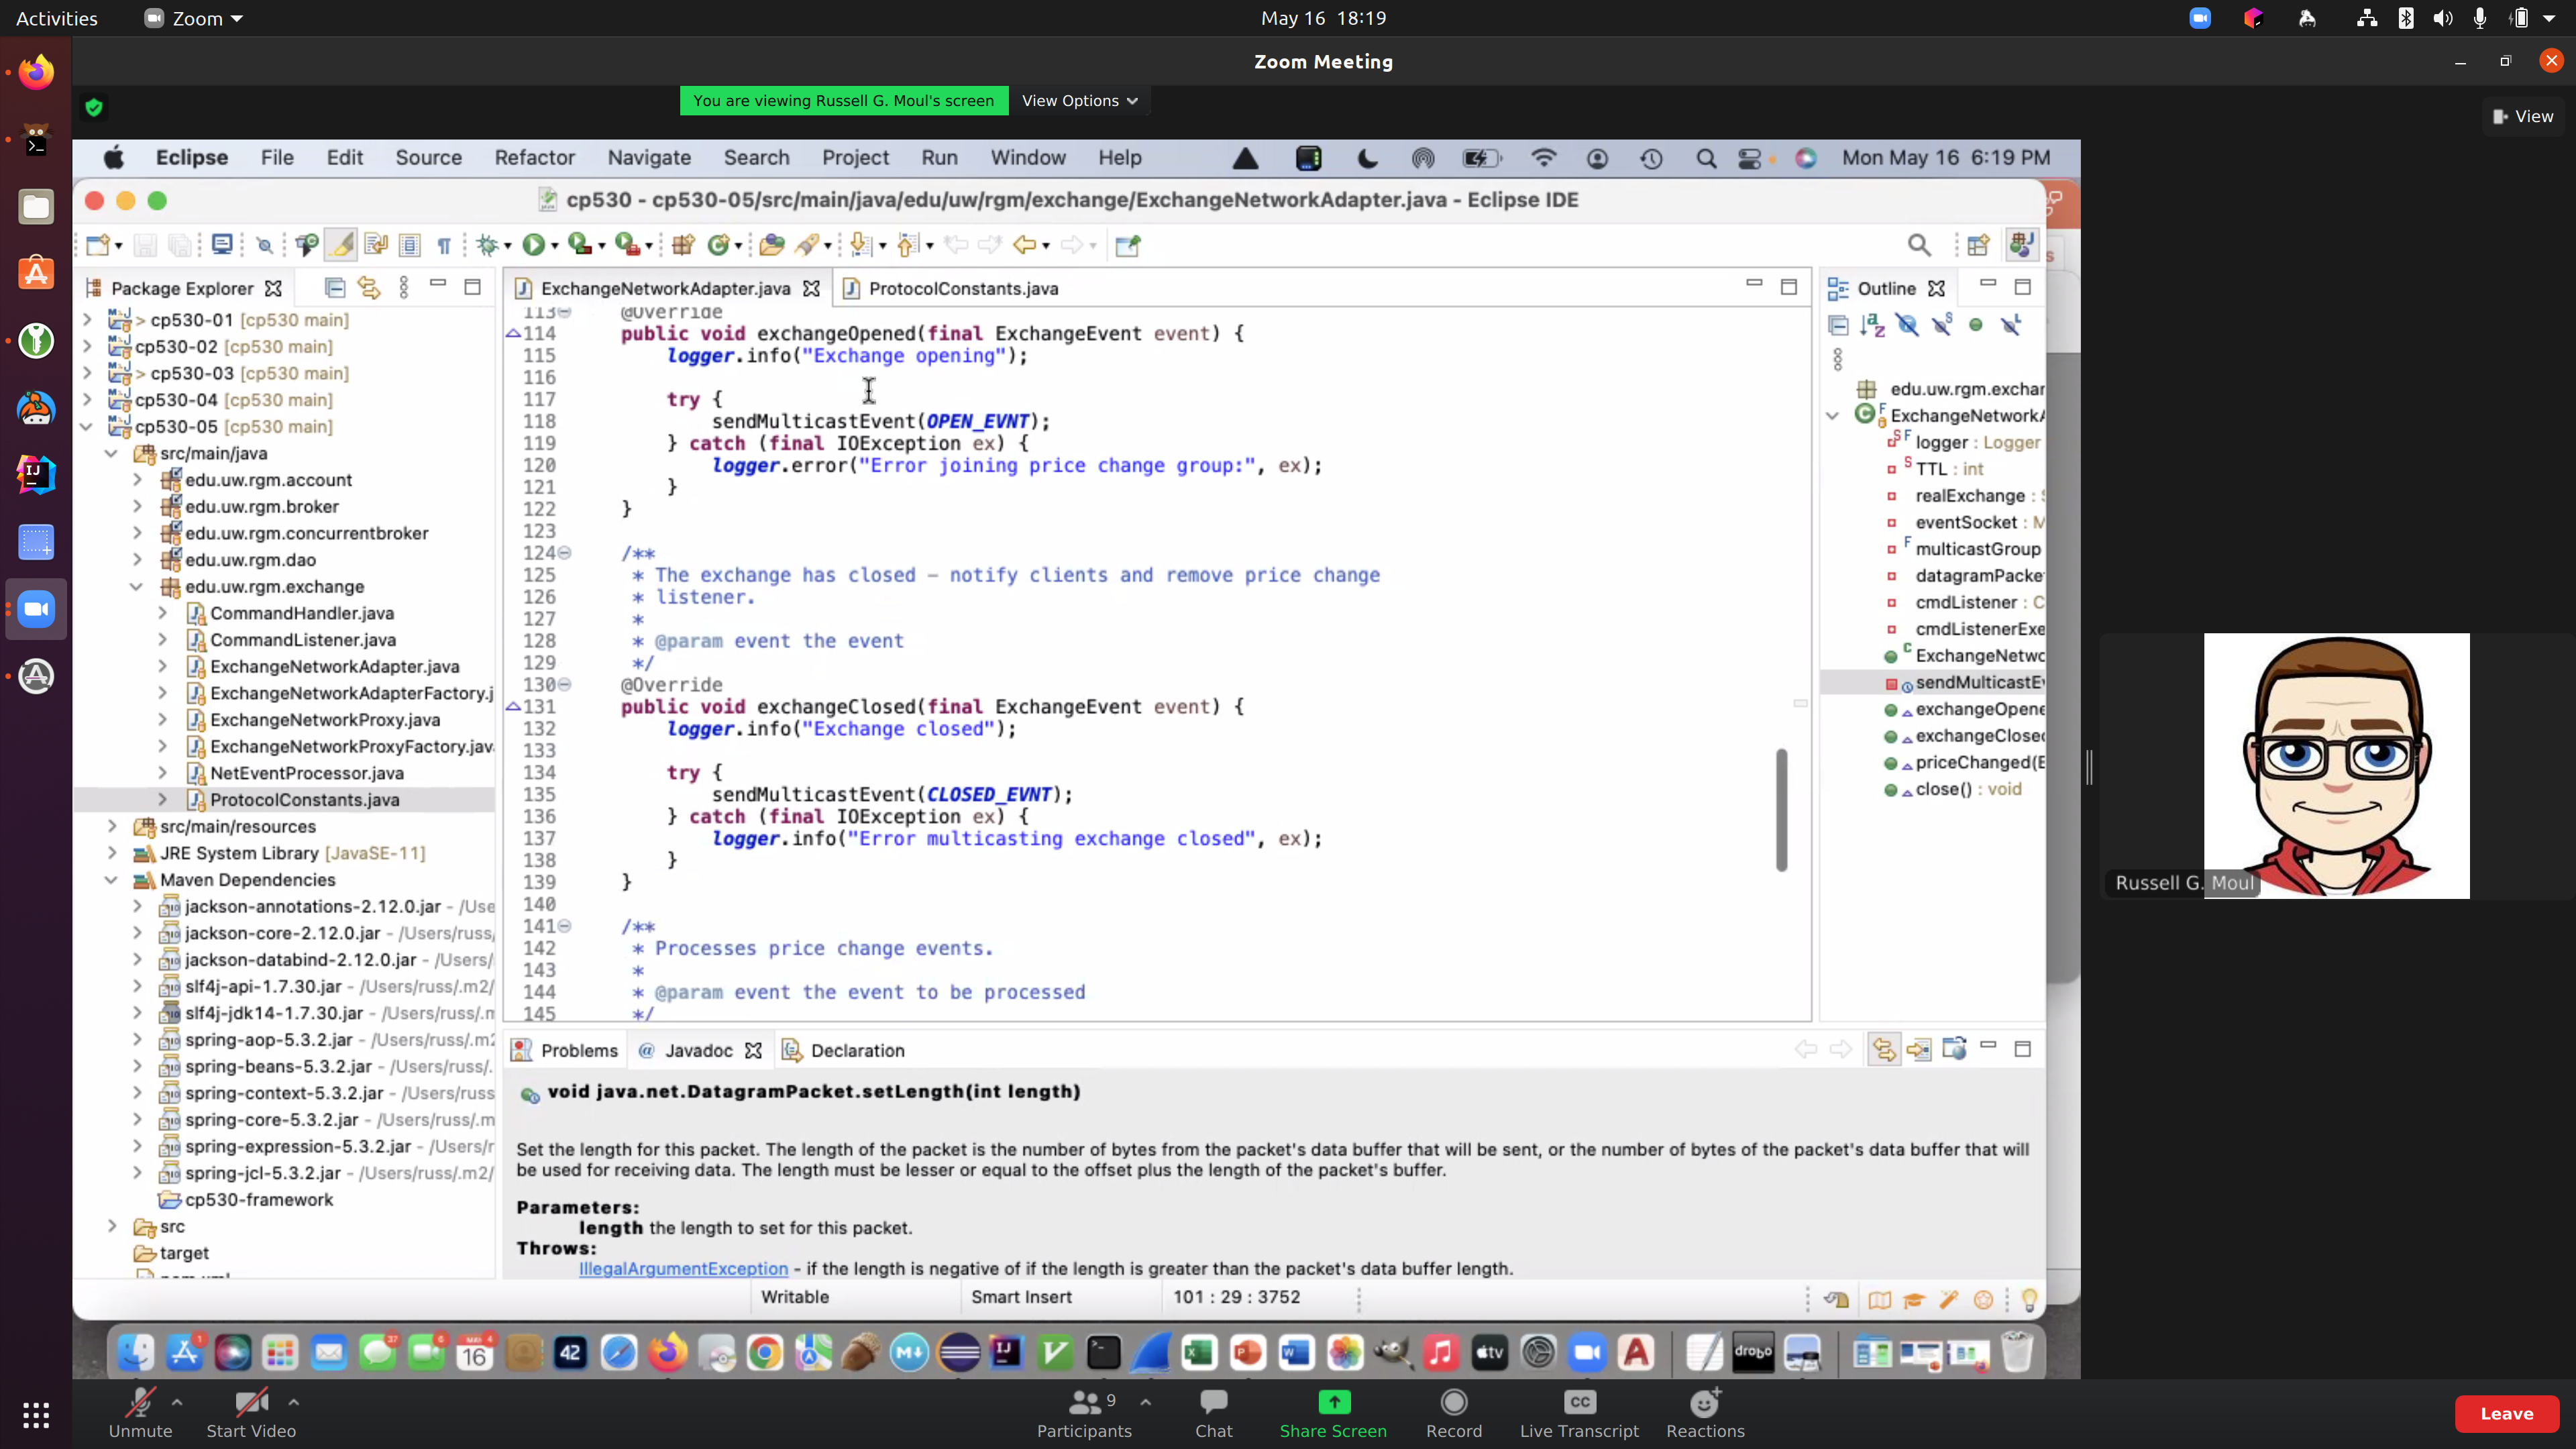 Activities
Zoom
May 16 18:19
Zoom Meeting
You are viewing Russell G. Moul's screen
View Options
View
Eclipse File Edit Source Refactor Navigate Search Project Run Window Help
Mon May 16 6:19 PM
cp530 - cp530-05/src/main/java/edu/uw/rgm/exchange/ExchangeNetworkAdapter.java - Eclipse IDE
Package Explorer
> cp530-01 [cp530 main]
cp530-02 [cp530 main]
> cp530-03 [cp530 main]
cp530-04 [cp530 main]
cp530-05 [cp530 main]
src/main/java
edu.uw.rgm.account
edu.uw.rgm.broker
edu.uw.rgm.concurrentbroker
edu.uw.rgm.dao
edu.uw.rgm.exchange
CommandHandler.java
CommandListener.java
ExchangeNetworkAdapter.java
ExchangeNetworkAdapterFactory.j
ExchangeNetworkProxy.java
ExchangeNetworkProxyFactory.jav
NetEventProcessor.java
ProtocolConstants.java
src/main/resources
JRE System Library [JavaSE-11]
Maven Dependencies
jackson-annotations-2.12.0.jar - /Use
jackson-core-2.12.0.jar - /Users/russ/
jackson-databind-2.12.0.jar - /Users/
slf4j-api-1.7.30.jar - /Users/russ/.m2/
slf4j-jdk14-1.7.30.jar - /Users/russ/.m
spring-aop-5.3.2.jar - /Users/russ/.m2
spring-beans-5.3.2.jar - /Users/russ/.
spring-context-5.3.2.jar - /Users/russ
spring-core-5.3.2.jar - /Users/russ/.m
spring-expression-5.3.2.jar - /Users/r
spring-jcl-5.3.2.jar - /Users/russ/.m2/
cp530-framework
src
target
ExchangeNetworkAdapter.java
ProtocolConstants.java
113 @Override
114 public void exchangeOpened(final ExchangeEvent event) {
115 logger.info("Exchange opening");
116
117 try {
118 sendMulticastEvent(OPEN_EVNT);
119 } catch (final IOException ex) {
120 logger.error("Error joining price change group:", ex);
121 }
122 }
123
124 /**
125 * The exchange has closed – notify clients and remove price change
126 * listener.
127 *
128 * @param event the event
129 */
130 @Override
131 public void exchangeClosed(final ExchangeEvent event) {
132 logger.info("Exchange closed");
133
134 try {
135 sendMulticastEvent(CLOSED_EVNT);
136 } catch (final IOException ex) {
137 logger.info("Error multicasting exchange closed", ex);
138 }
139 }
140
141 /**
142 * Processes price change events.
143 *
144 * @param event the event to be processed
145 */
Outline
edu.uw.rgm.exchar
ExchangeNetwork
logger : Logger
TTL : int
realExchange :
eventSocket : M
multicastGroup
datagramPacke
cmdListener : C
cmdListenerExe
ExchangeNetwo
sendMulticastE
exchangeOpene
exchangeClosed
priceChanged(E
close() : void
Problems
@ Javadoc
Declaration
void java.net.DatagramPacket.setLength(int length)
Set the length for this packet. The length of the packet is the number of bytes from the packet's data buffer that will be sent, or the number of bytes of the packet's data buffer that will
be used for receiving data. The length must be lesser or equal to the offset plus the length of the packet's buffer.
Parameters:
length the length to set for this packet.
Throws:
IllegalArgumentException - if the length is negative of if the length is greater than the packet's data buffer length.
Writable
Smart Insert
101 : 29 : 3752
Russell G. Moul
Unmute
Start Video
Participants
9
Chat
Share Screen
Record
Live Transcript
Reactions
Leave